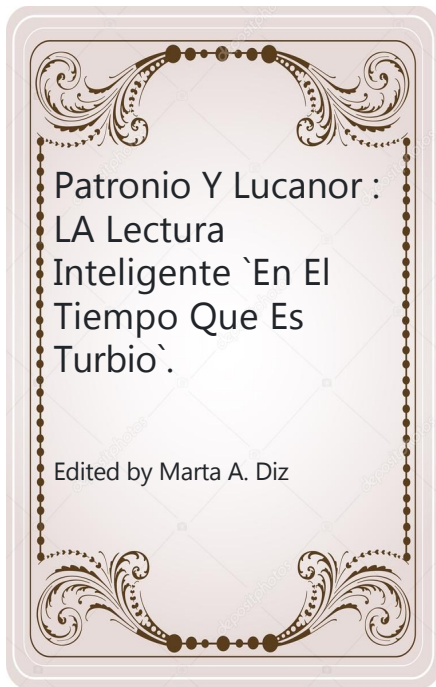 Patronio Y Lucanor :
LA Lectura
Inteligente `En El
Tiempo Que Es
Turbio`.
Edited by Marta A. Diz